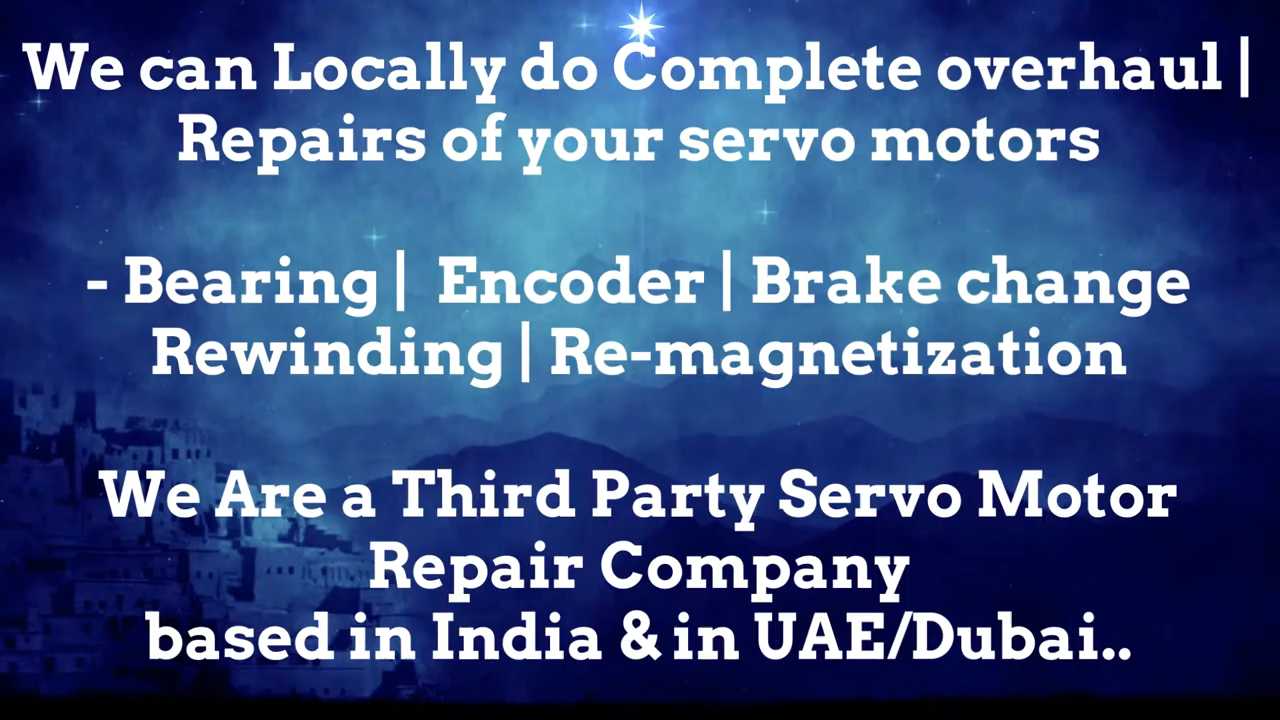 We can Locally do Complete overhaul |
Repairs of your servo motors
- Bearing | Encoder | Brake change
Rewinding | Re-magnetization
We Are a Third Party Servo Motor
Repair Company
based in India & in UAE/Dubai..